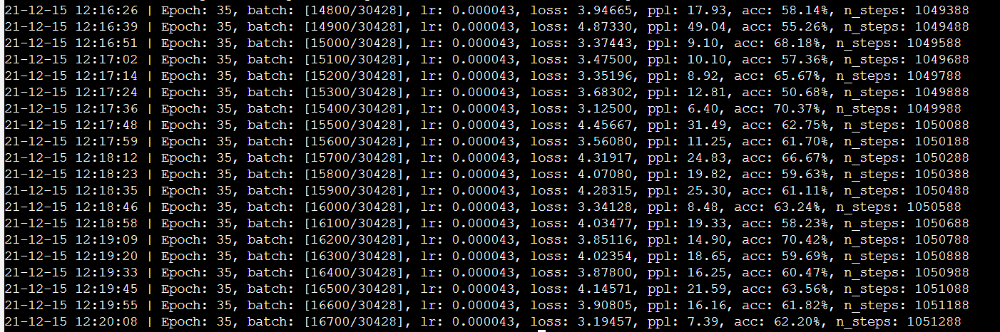 21-12-15 12:16:26 | Epoch: 35, batch: [14800/30428], lr: 0.000043, loss: 3.94665, ppl: 17.93, acc: 58.14%, n_steps: 1049388
21-12-15 12:16:39 | Epoch: 35, batch: [14900/30428], lr: 0.000043, loss: 4.87330, ppl: 49.04, acc: 55.26%, n_steps: 1049488
21-12-15 12:16:51 | Epoch: 35, batch: [15000/30428], lr: 0.000043, loss: 3.37443, ppl: 9.10, acc: 68.18%, n_steps: 1049588
21-12-15 12:17:02 | Epoch: 35, batch: [15100/30428], lr: 0.000043, loss: 3.47500, ppl: 10.10, acc: 57.36%, n_steps: 1049688
21-12-15 12:17:14 | Epoch: 35, batch: [15200/30428], lr: 0.000043, loss: 3.35196, ppl: 8.92, acc: 65.67%, n_steps: 1049788
21-12-15 12:17:24 | Epoch: 35, batch: [15300/30428], lr: 0.000043, loss: 3.68302, ppl: 12.81, acc: 50.68%, n_steps: 1049888
21-12-15 12:17:36 | Epoch: 35, batch: [15400/30428], lr: 0.000043, loss: 3.12500, ppl: 6.40, acc: 70.37%, n_steps: 1049988
21-12-15 12:17:48 | Epoch: 35, batch: [15500/30428], lr: 0.000043, loss: 4.45667, ppl: 31.49, acc: 62.75%, n_steps: 1050088
21-12-15 12:17:59 | Epoch: 35, batch: [15600/30428], lr: 0.000043, loss: 3.56080, ppl: 11.25, acc: 61.70%, n_steps: 1050188
21-12-15 12:18:12 | Epoch: 35, batch: [15700/30428], lr: 0.000043, loss: 4.31917, ppl: 24.83, acc: 66.67%, n_steps: 1050288
21-12-15 12:18:23 | Epoch: 35, batch: [15800/30428], lr: 0.000043, loss: 4.07080, ppl: 19.82, acc: 59.63%, n_steps: 1050388
21-12-15 12:18:35 | Epoch: 35, batch: [15900/30428], lr: 0.000043, loss: 4.28315, ppl: 25.30, acc: 61.11%, n_steps: 1050488
21-12-15 12:18:46 | Epoch: 35, batch: [16000/30428], lr: 0.000043, loss: 3.34128, ppl: 8.48, acc: 63.24%, n_steps: 1050588
21-12-15 12:18:58 | Epoch: 35, batch: [16100/30428], lr: 0.000043, loss: 4.03477, ppl: 19.33, acc: 58.23%, n_steps: 1050688
21-12-15 12:19:09 | Epoch: 35, batch: [16200/30428], lr: 0.000043, loss: 3.85116, ppl: 14.90, acc: 70.42%, n_steps: 1050788
21-12-15 12:19:20 | Epoch: 35, batch: [16300/30428], lr: 0.000043, loss: 4.02354, ppl: 18.65, acc: 59.69%, n_steps: 1050888
21-12-15 12:19:33 | Epoch: 35, batch: [16400/30428], lr: 0.000043, loss: 3.87800, ppl: 16.25, acc: 60.47%, n_steps: 1050988
21-12-15 12:19:45 | Epoch: 35, batch: [16500/30428], lr: 0.000043, loss: 4.14571, ppl: 21.59, acc: 63.56%, n_steps: 1051088
21-12-15 12:19:55 | Epoch: 35, batch: [16600/30428], lr: 0.000043, loss: 3.90805, ppl: 16.16, acc: 61.82%, n_steps: 1051188
21-12-15 12:20:08 | Epoch: 35, batch: [16700/30428], lr: 0.000043, loss: 3.19457, ppl: 7.39, acc: 62.20%, n_steps: 1051288